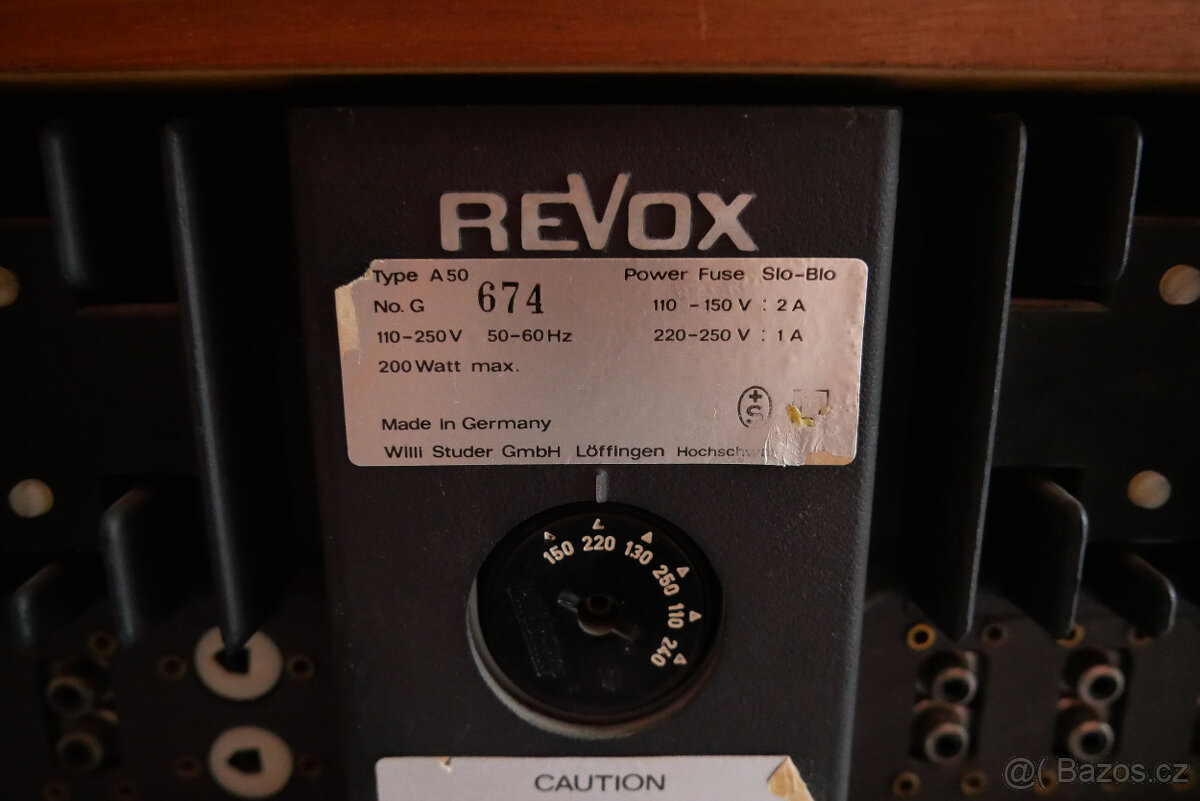 REVOX
Type A50 Power Fuse Slo-Blo
No. G 674 110 -150 V : 2 A
110-250V 50-60Hz 220-250 V : 1 A
200 Watt max.
+S
Made in Germany
Willi Studer GmbH Löffingen
150 220 130 250 110 240
CAUTION
@( Bazos.cz